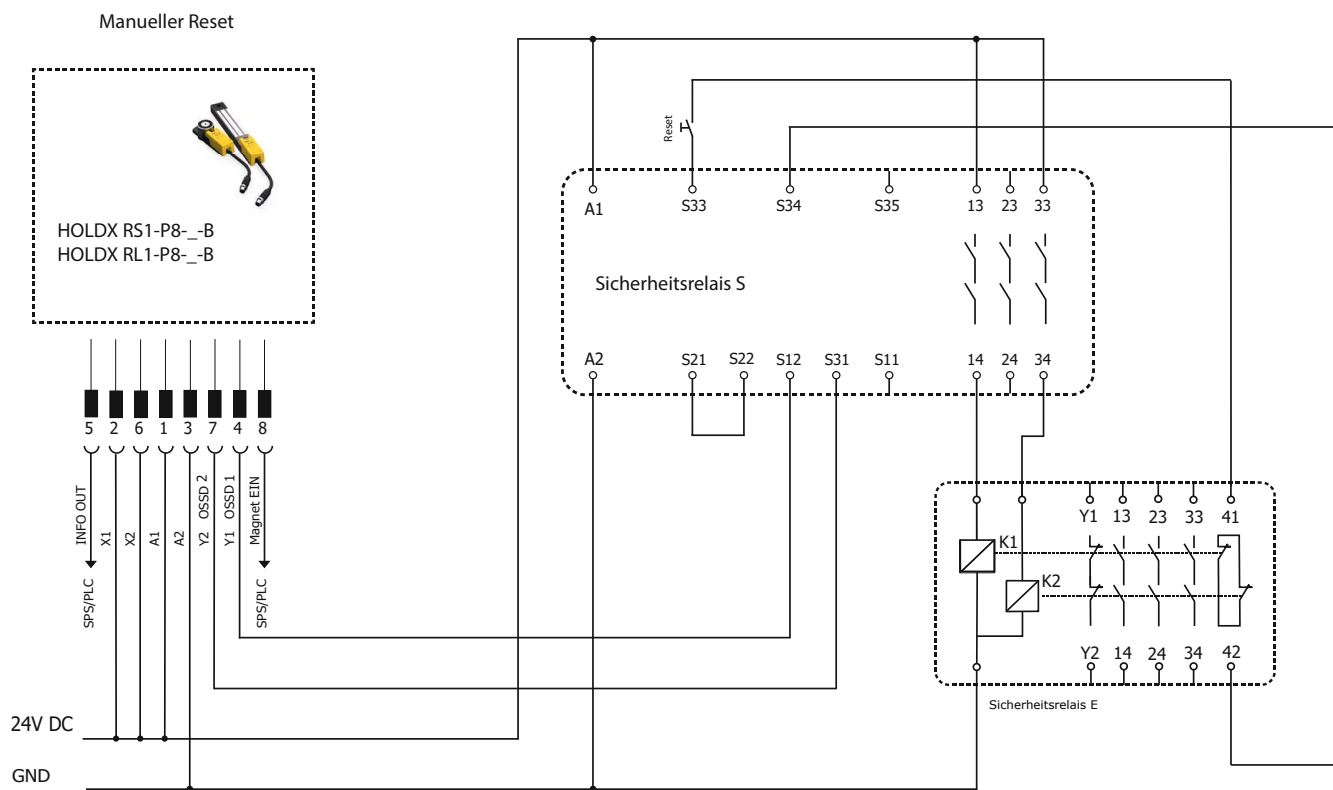 Manueller Reset
HOLDX RS1-P8-_-B
HOLDX RL1-P8-_-B
5 2 6 1 3 7 4 8
INFO OUT
X1
X2
A1
A2
Y2 OSSD 2
Y1 OSSD 1
Magnet EIN
SPS/PLC
SPS/PLC
24V DC
GND
Reset
A1 S33 S34 S35 13 23 33
Sicherheitsrelais S
A2 S21 S22 S12 S31 S11 14 24 34
Y1 13 23 33 41
K1
K2
Y2 14 24 34 42
Sicherheitsrelais E